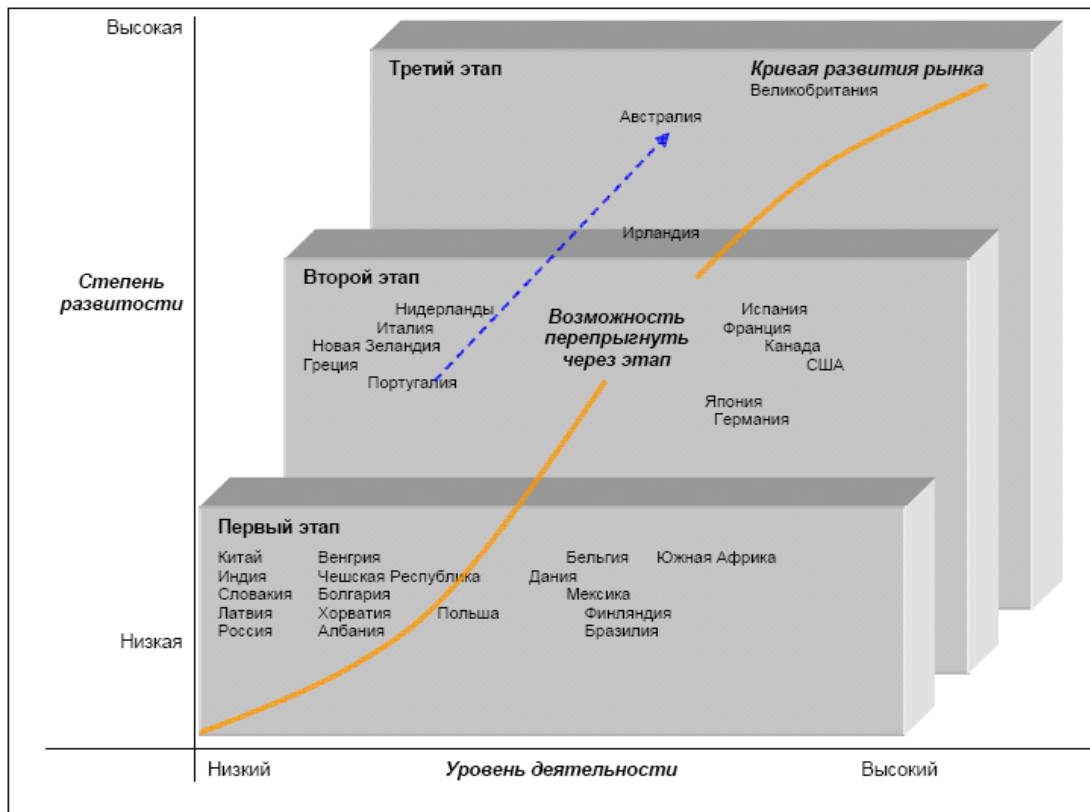 Высокая
Третий этап
Кривая развития рынка
Великобритания
Австралия
Ирландия
Степень
развитости
Второй этап
Нидерланды
Италия
Новая Зеландия
Греция
Португалия
Возможность
перепрыгнуть
через этап
Испания
Франция
Канада
США
Япония
Германия
Первый этап
Китай Венгрия Бельгия Южная Африка
Индия Чешская Республика Дания
Словакия Болгария Мексика
Латвия Хорватия Польша Финляндия
Россия Албания Бразилия
Низкая
Низкий Уровень деятельности Высокий